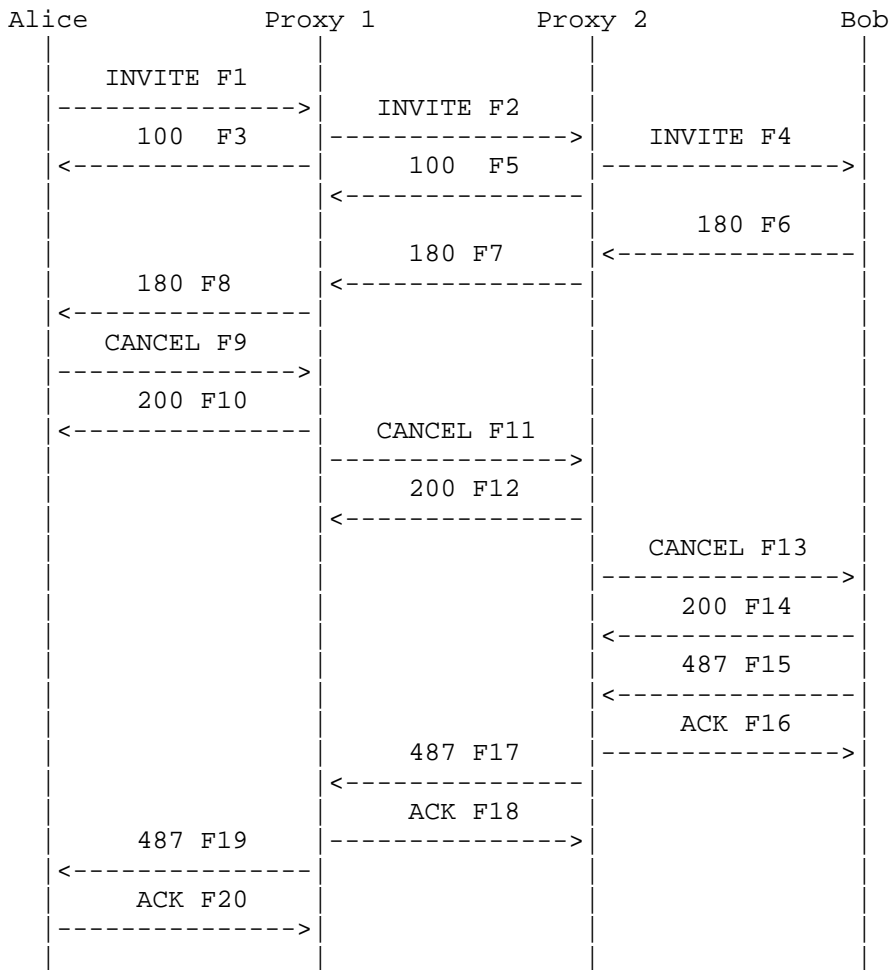 Alice Proxy 1 Proxy 2 Bob
INVITE F1
INVITE F2
100 F3 INVITE F4
100 F5
180 F6
180 F7
180 F8
CANCEL F9
200 F10
CANCEL F11
200 F12
CANCEL F13
200 F14
487 F15
ACK F16
487 F17
ACK F18
487 F19
ACK F20